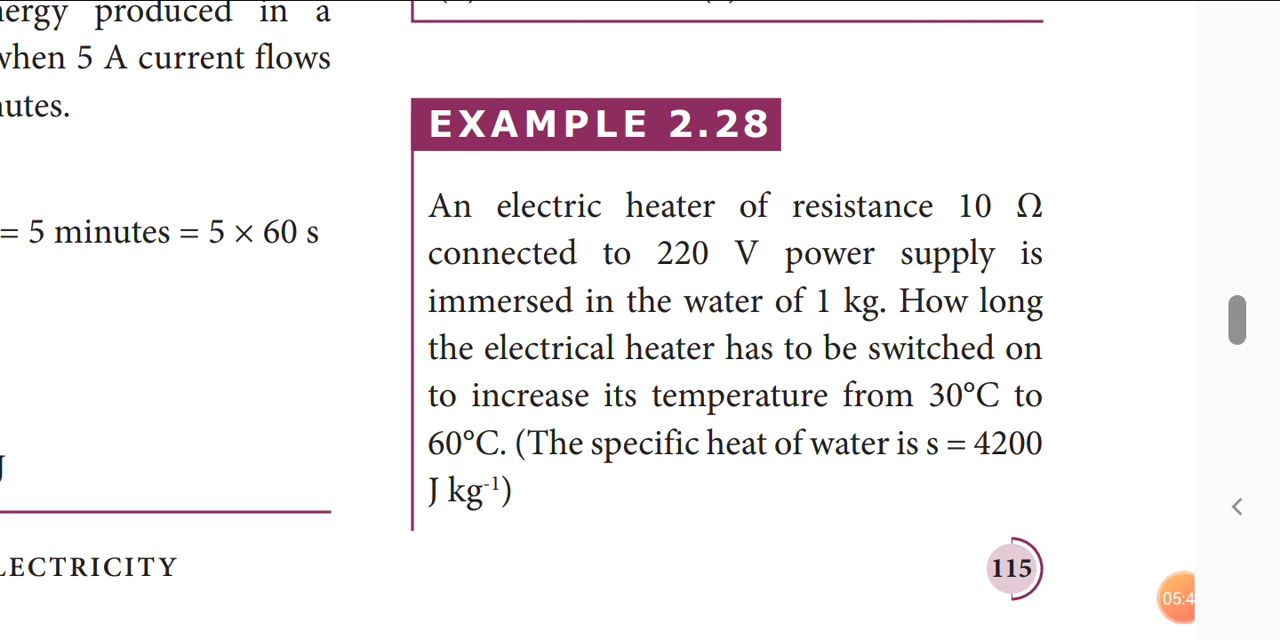 energy produced in a
when 5 A current flows
= 5 minutes = 5 × 60 s
J
ELECTRICITY
EXAMPLE 2.28
An electric heater of resistance 10 Ω
connected to 220 V power supply is
immersed in the water of 1 kg. How long
the electrical heater has to be switched on
to increase its temperature from 30°C to
60°C. (The specific heat of water is s = 4200
J kg⁻¹)
115
05:4